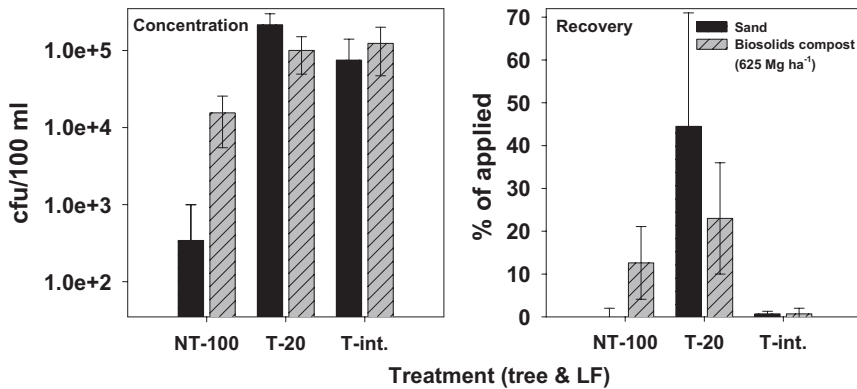 Concentration
cfu/100 ml
1.0e+5
1.0e+4
1.0e+3
1.0e+2
NT-100 T-20 T-int.
Recovery
Sand
Biosolids compost
(625 Mg ha⁻¹)
% of applied
70
60
50
40
30
20
10
0
NT-100 T-20 T-int.
Treatment (tree & LF)